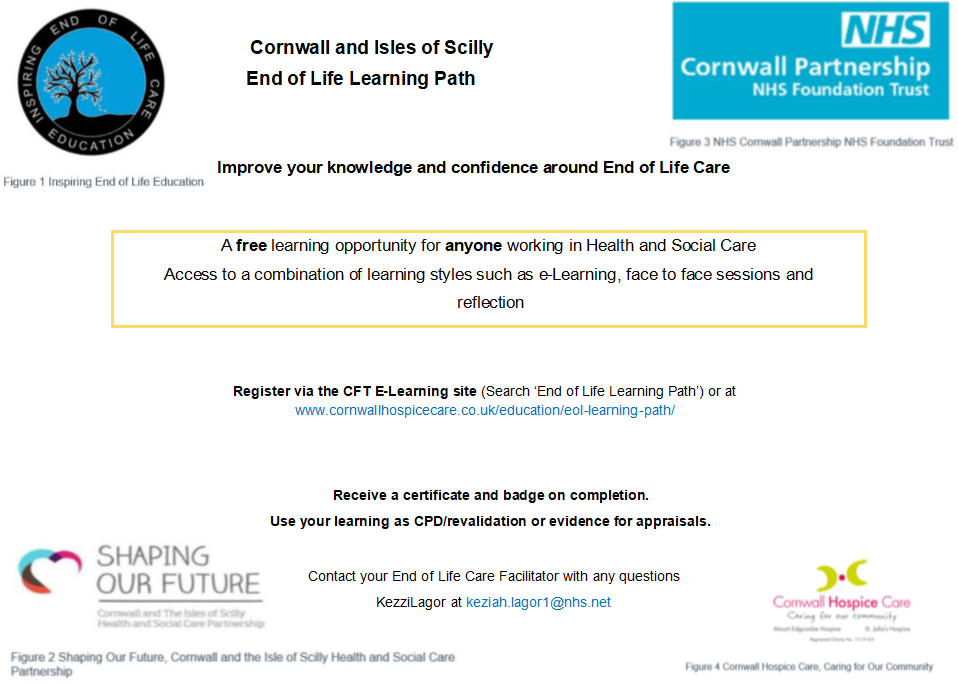 INSPIRING END OF LIFE CARE
EDUCATION
Cornwall and Isles of Scilly
End of Life Learning Path
NHS
Cornwall Partnership
NHS Foundation Trust
Figure 3 NHS Cornwall Partnership NHS Foundation Trust
Figure 1 Inspiring End of Life Education
Improve your knowledge and confidence around End of Life Care
A free learning opportunity for anyone working in Health and Social Care
Access to a combination of learning styles such as e-Learning, face to face sessions and
reflection
Register via the CFT E-Learning site (Search ‘End of Life Learning Path’) or at
www.cornwallhospicecare.co.uk/education/eol-learning-path/
Receive a certificate and badge on completion.
Use your learning as CPD/revalidation or evidence for appraisals.
SHAPING
OUR FUTURE
Cornwall and The Isles of Scilly
Health and Social Care Partnership
Contact your End of Life Care Facilitator with any questions
KezziLagor at keziah.lagor1@nhs.net
Cornwall Hospice Care
Caring for our community
Mount Edgcumbe Hospice St. Julia's Hospice
Registered Charity No.
Figure 2 Shaping Our Future, Cornwall and the Isle of Scilly Health and Social Care
Partnership
Figure 4 Cornwall Hospice Care, Caring for Our Community